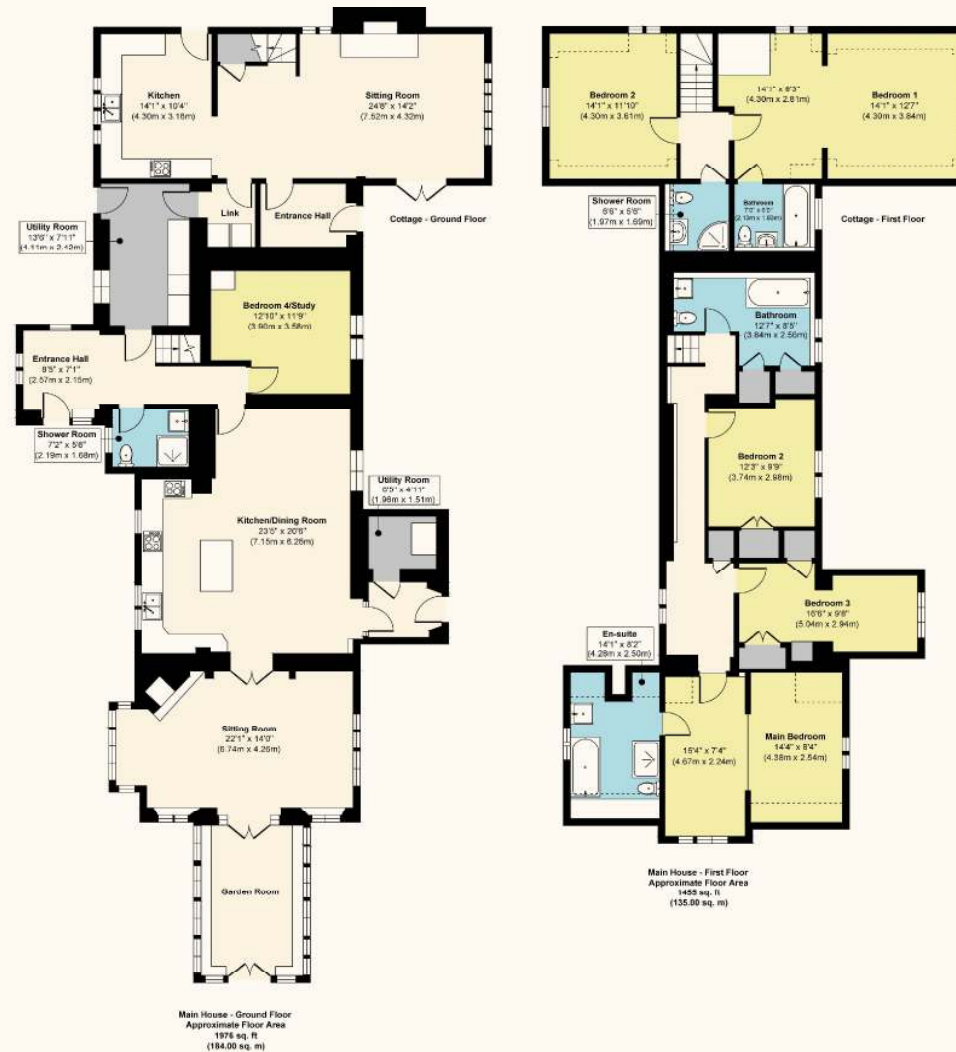 Kitchen
14'1" x 10'4"
(4.30m x 3.16m)
Sitting Room
24'8" x 14'2"
(7.52m x 4.32m)
Link
Entrance Hall
Cottage - Ground Floor
Utility Room
13'6" x 7'11"
(4.11m x 2.42m)
Bedroom 4/Study
12'10" x 11'9"
(3.90m x 3.58m)
Entrance Hall
8'5" x 7'1"
(2.57m x 2.15m)
Shower Room
7'2" x 5'6"
(2.19m x 1.68m)
Utility Room
6'5" x 4'11"
(1.96m x 1.51m)
Kitchen/Dining Room
23'5" x 20'6"
(7.15m x 6.26m)
Sitting Room
22'1" x 14'0"
(6.74m x 4.26m)
Garden Room
Main House - Ground Floor
Approximate Floor Area
1976 sq. ft
(184.00 sq. m)
Bedroom 2
14'1" x 11'10"
(4.30m x 3.61m)
14'1" x 9'3"
(4.30m x 2.81m)
Bedroom 1
14'1" x 12'7"
(4.30m x 3.84m)
Shower Room
6'6" x 5'6"
(1.97m x 1.69m)
Bathroom
Cottage - First Floor
Bathroom
12'7" x 8'5"
(3.84m x 2.56m)
Bedroom 2
12'3" x 9'9"
(3.74m x 2.98m)
Bedroom 3
16'6" x 9'8"
(5.04m x 2.94m)
En-suite
14'1" x 8'2"
(4.28m x 2.50m)
15'4" x 7'4"
(4.67m x 2.24m)
Main Bedroom
14'4" x 8'4"
(4.38m x 2.54m)
Main House - First Floor
Approximate Floor Area
1455 sq. ft
(135.00 sq. m)